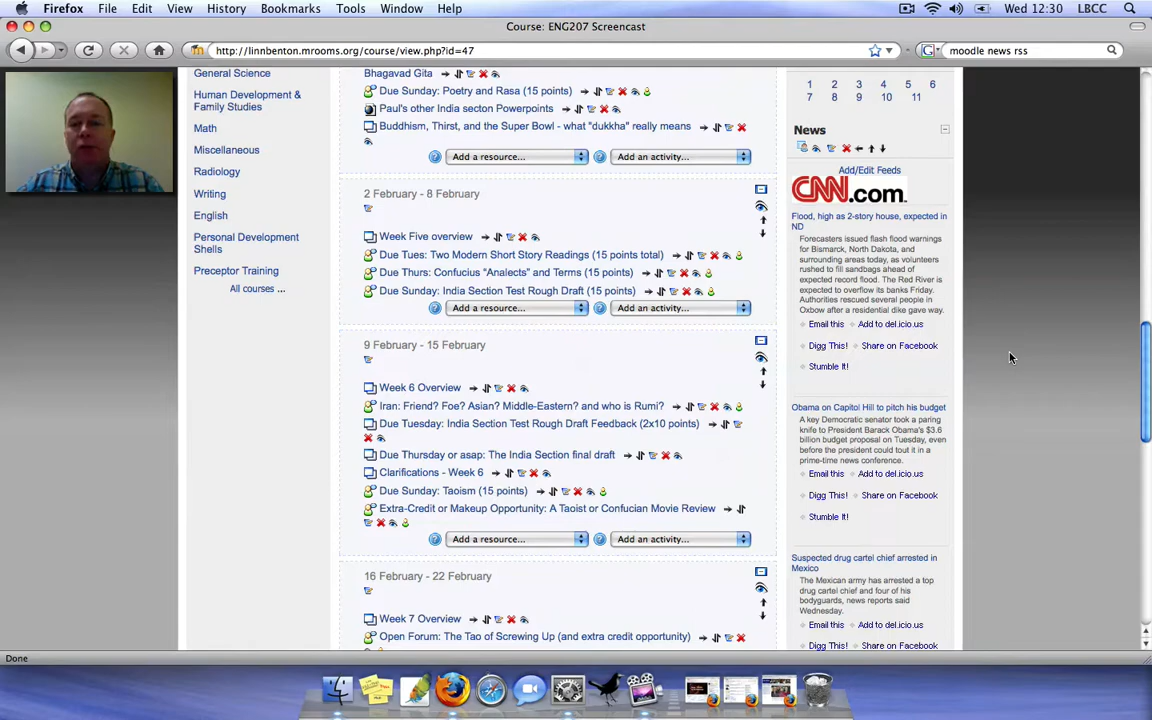 Firefox File Edit View History Bookmarks Tools Window Help Wed 12:30 LBCC
Course: ENG207 Screencast
http://linnbenton.mrooms.org/course/view.php?id=47
moodle news rss
General Science
Human Development &
Family Studies
Math
Miscellaneous
Radiology
Writing
English
Personal Development
Shells
Preceptor Training
All courses ...
Bhagavad Gita
Due Sunday: Poetry and Rasa (15 points)
Paul's other India secton Powerpoints
Buddhism, Thirst, and the Super Bowl - what "dukkha" really means
Add a resource... Add an activity...
2 February - 8 February
Week Five overview
Due Tues: Two Modern Short Story Readings (15 points total)
Due Thurs: Confucius "Analects" and Terms (15 points)
Due Sunday: India Section Test Rough Draft (15 points)
Add a resource... Add an activity...
9 February - 15 February
Week 6 Overview
Iran: Friend? Foe? Asian? Middle-Eastern? and who is Rumi?
Due Tuesday: India Section Test Rough Draft Feedback (2x10 points)
Due Thursday or asap: The India Section final draft
Clarifications - Week 6
Due Sunday: Taoism (15 points)
Extra-Credit or Makeup Opportunity: A Taoist or Confucian Movie Review
Add a resource... Add an activity...
16 February - 22 February
Week 7 Overview
Open Forum: The Tao of Screwing Up (and extra credit opportunity)
1 2 3 4 5 6
7 8 9 10 11
News
Add/Edit Feeds
CNN.com
Flood, high as 2-story house, expected in
ND
Forecasters issued flash flood warnings
for Bismarck, North Dakota, and
surrounding areas today, as volunteers
rushed to fill sandbags ahead of
expected record flood. The Red River is
expected to overflow its banks Friday.
Authorities rescued several people in
Oxbow after a residential dike gave way.
Email this Add to del.icio.us
Digg This! Share on Facebook
Stumble It!
Obama on Capitol Hill to pitch his budget
A key Democratic senator took a paring
knife to President Barack Obama's $3.6
billion budget proposal on Tuesday, even
before the president could tout it in a
prime-time news conference.
Email this Add to del.icio.us
Digg This! Share on Facebook
Stumble It!
Suspected drug cartel chief arrested in
Mexico
The Mexican army has arrested a top
drug cartel chief and four of his
bodyguards, news reports said
Wednesday.
Email this Add to del.icio.us
Digg This! Share on Facebook
Done